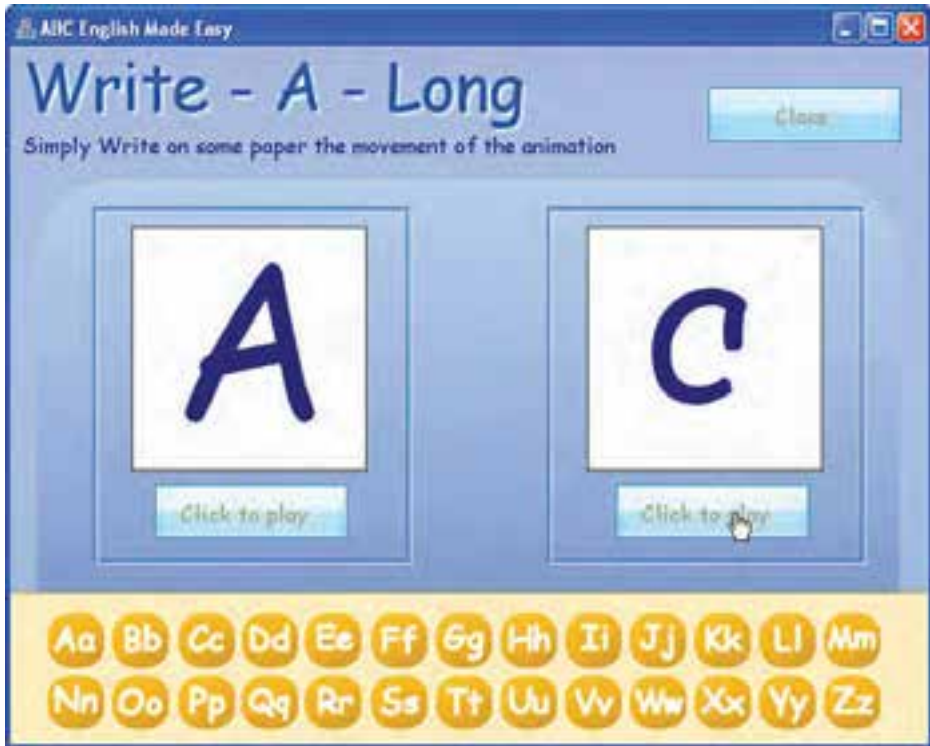 ABC English Made Easy
Write - A - Long
Close
Simply Write on some paper the movement of the animation
A
C
Click to play
Click to play
Aa Bb Cc Dd Ee Ff Gg Hh Ii Jj Kk Ll Mm
Nn Oo Pp Qq Rr Ss Tt Uu Vv Ww Xx Yy Zz